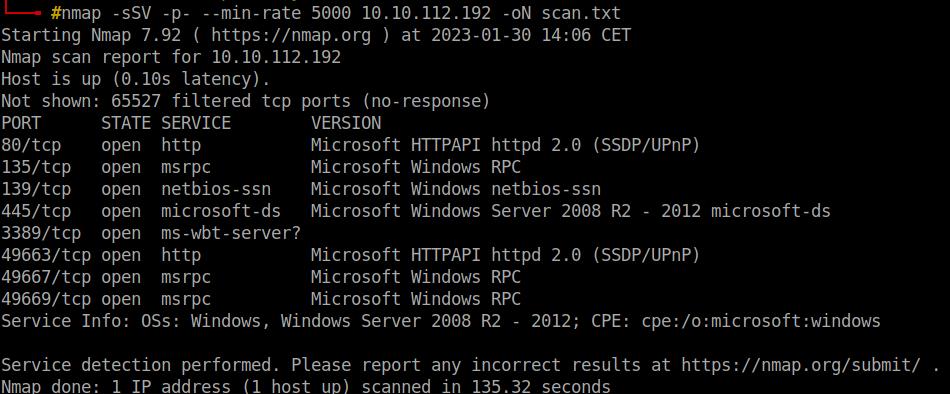 #nmap -sSV -p- --min-rate 5000 10.10.112.192 -oN scan.txt
Starting Nmap 7.92 ( https://nmap.org ) at 2023-01-30 14:06 CET
Nmap scan report for 10.10.112.192
Host is up (0.10s latency).
Not shown: 65527 filtered tcp ports (no-response)
PORT      STATE SERVICE        VERSION
80/tcp    open  http           Microsoft HTTPAPI httpd 2.0 (SSDP/UPnP)
135/tcp   open  msrpc          Microsoft Windows RPC
139/tcp   open  netbios-ssn    Microsoft Windows netbios-ssn
445/tcp   open  microsoft-ds   Microsoft Windows Server 2008 R2 - 2012 microsoft-ds
3389/tcp  open  ms-wbt-server?
49663/tcp open  http           Microsoft HTTPAPI httpd 2.0 (SSDP/UPnP)
49667/tcp open  msrpc          Microsoft Windows RPC
49669/tcp open  msrpc          Microsoft Windows RPC
Service Info: OSs: Windows, Windows Server 2008 R2 - 2012; CPE: cpe:/o:microsoft:windows
Service detection performed. Please report any incorrect results at https://nmap.org/submit/ .
Nmap done: 1 IP address (1 host up) scanned in 135.32 seconds